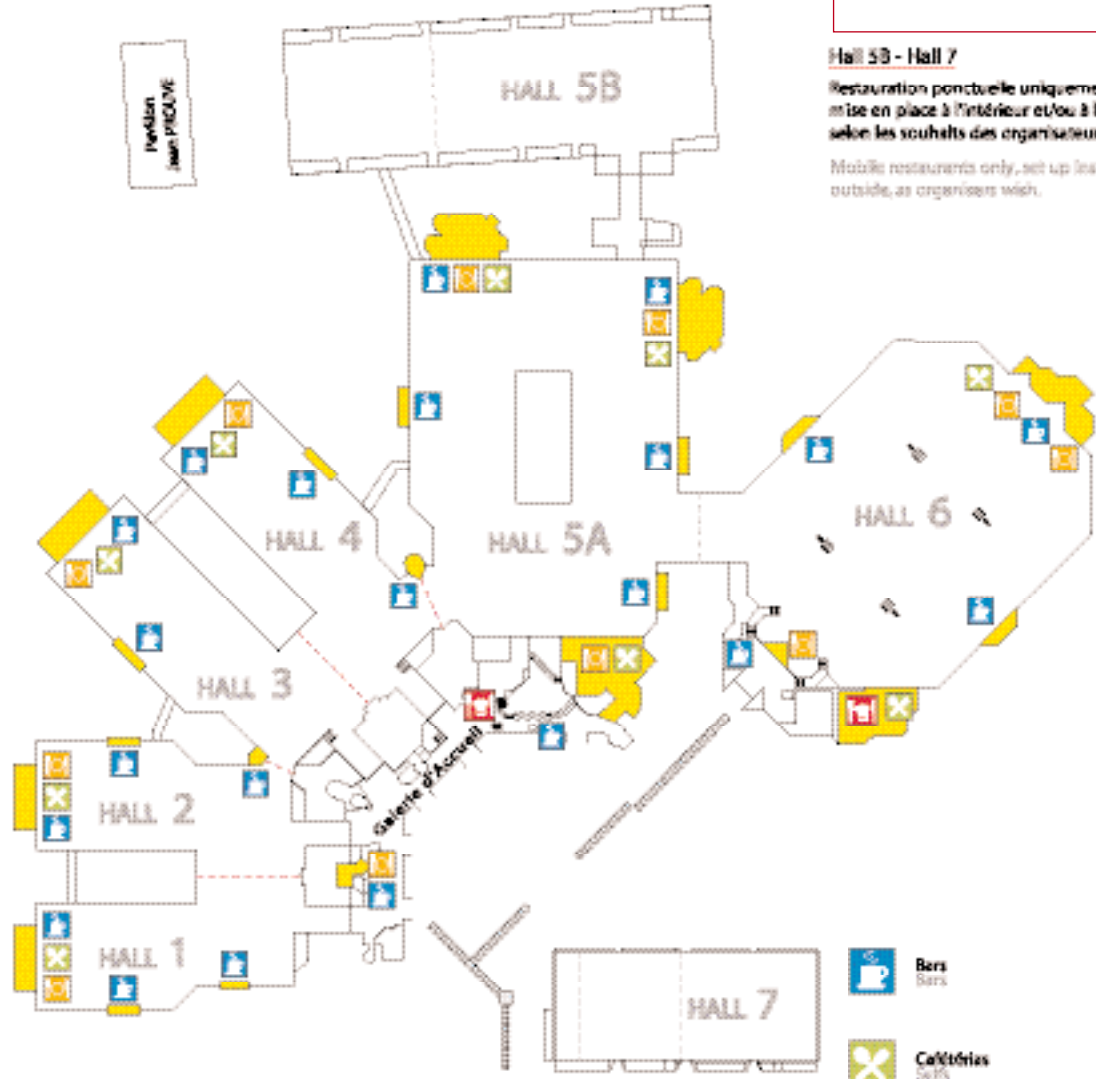 Hall 5B - Hall 7
Restauration ponctuelle uniqueme
mise en place à l'intérieur et/ou à l
selon les souhaits des organisateur
Mobile restaurants only, set up
outside, as organisers wish.
Pavillon
Jean PROUVE
HALL 5B
HALL 4
HALL 5A
HALL 6
HALL 3
Galerie d'Accueil
HALL 2
HALL 1
HALL 7
Bars
Bars
Cafétérias